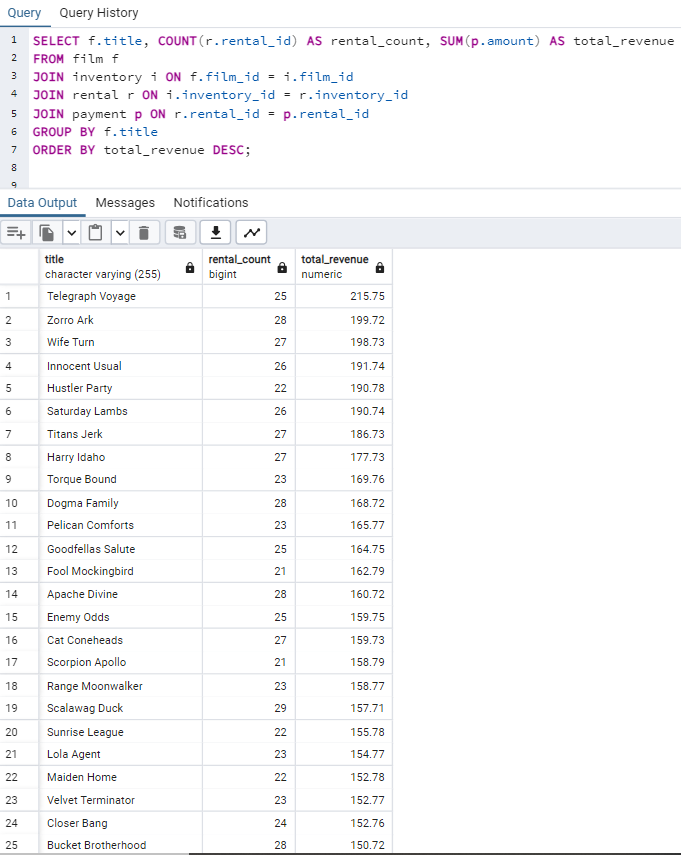 Query Query History
1 SELECT f.title, COUNT(r.rental_id) AS rental_count, SUM(p.amount) AS total_revenue
2 FROM film f
3 JOIN inventory i ON f.film_id = i.film_id
4 JOIN rental r ON i.inventory_id = r.inventory_id
5 JOIN payment p ON r.rental_id = p.rental_id
6 GROUP BY f.title
7 ORDER BY total_revenue DESC;
8
9
Data Output Messages Notifications
title rental_count total_revenue
character varying (255) bigint numeric
1 Telegraph Voyage 25 215.75
2 Zorro Ark 28 199.72
3 Wife Turn 27 198.73
4 Innocent Usual 26 191.74
5 Hustler Party 22 190.78
6 Saturday Lambs 26 190.74
7 Titans Jerk 27 186.73
8 Harry Idaho 27 177.73
9 Torque Bound 23 169.76
10 Dogma Family 28 168.72
11 Pelican Comforts 23 165.77
12 Goodfellas Salute 25 164.75
13 Fool Mockingbird 21 162.79
14 Apache Divine 28 160.72
15 Enemy Odds 25 159.75
16 Cat Coneheads 27 159.73
17 Scorpion Apollo 21 158.79
18 Range Moonwalker 23 158.77
19 Scalawag Duck 29 157.71
20 Sunrise League 22 155.78
21 Lola Agent 23 154.77
22 Maiden Home 22 152.78
23 Velvet Terminator 23 152.77
24 Closer Bang 24 152.76
25 Bucket Brotherhood 28 150.72